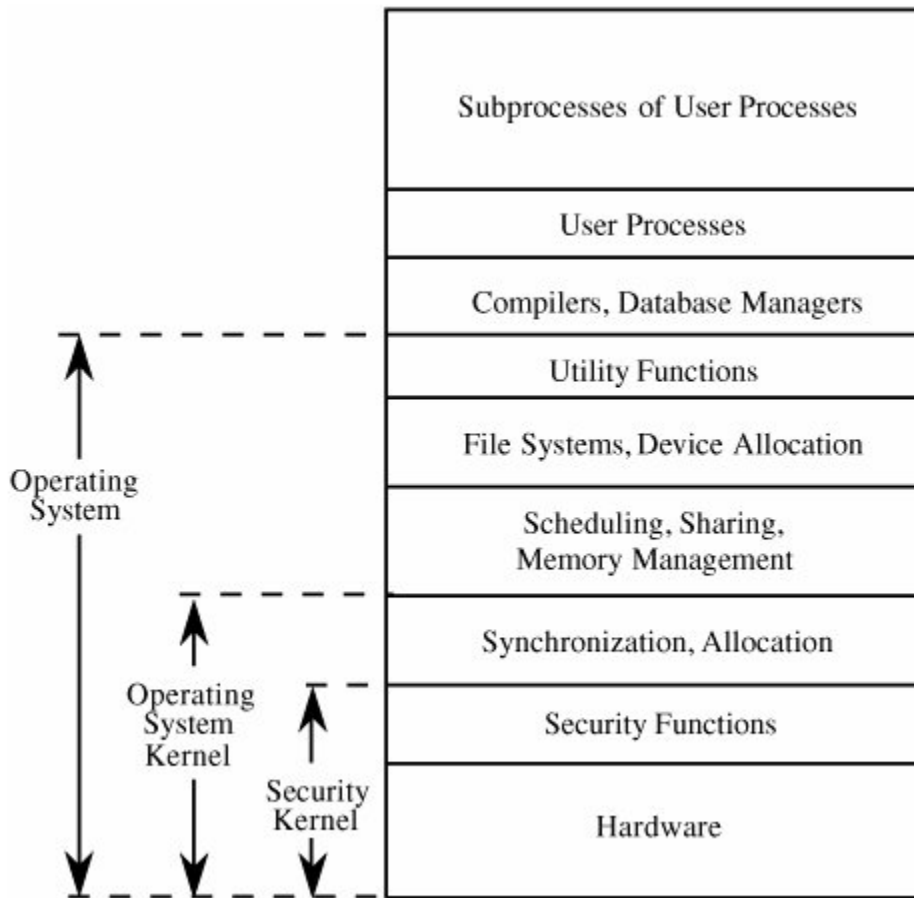 Subprocesses of User Processes
User Processes
Compilers, Database Managers
Utility Functions
File Systems, Device Allocation
Scheduling, Sharing,
Memory Management
Synchronization, Allocation
Security Functions
Hardware
Operating
System
Operating
System
Kernel
Security
Kernel